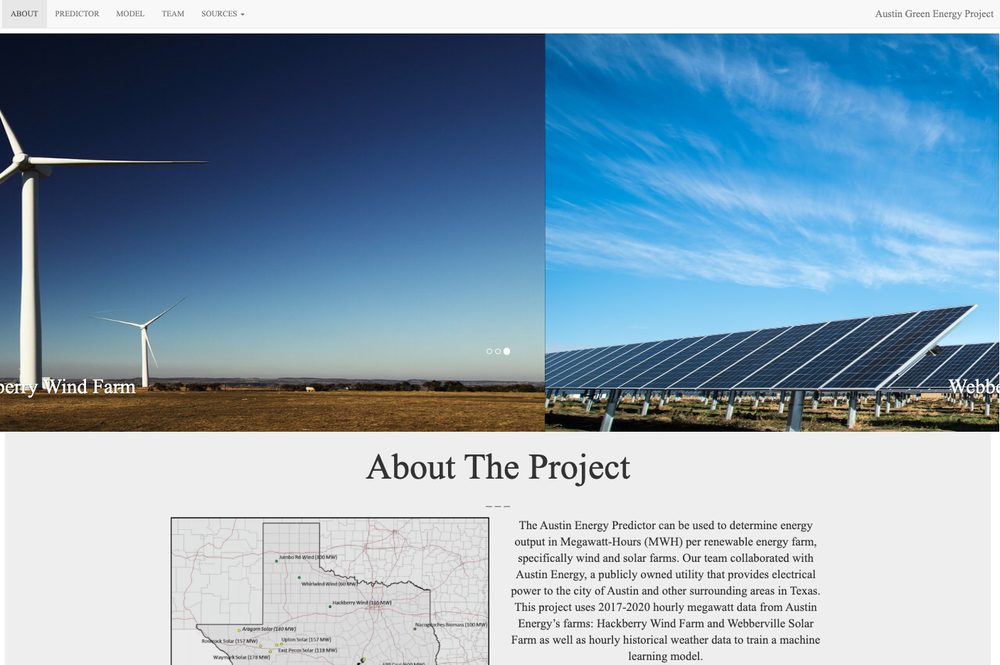 ABOUT PREDICTOR MODEL TEAM SOURCES Austin Green Energy Project
berry Wind Farm
Webbe
About The Project
The Austin Energy Predictor can be used to determine energy
output in Megawatt-Hours (MWH) per renewable energy farm,
specifically wind and solar farms. Our team collaborated with
Austin Energy, a publicly owned utility that provides electrical
power to the city of Austin and other surrounding areas in Texas.
This project uses 2017-2020 hourly megawatt data from Austin
Energy’s farms: Hackberry Wind Farm and Webberville Solar
Farm as well as hourly historical weather data to train a machine
learning model.
Jumbo Rd Wind (300 MW)
Whirlwind Wind (60 MW)
Hackberry Wind (165 MW)
Nacogdoches Biomass (100 MW)
Aragorn Solar (180 MW)
Roserock Solar (157 MW)
Upton Solar (157 MW)
East Pecos Solar (118 MW)
Waymark Solar (178 MW)